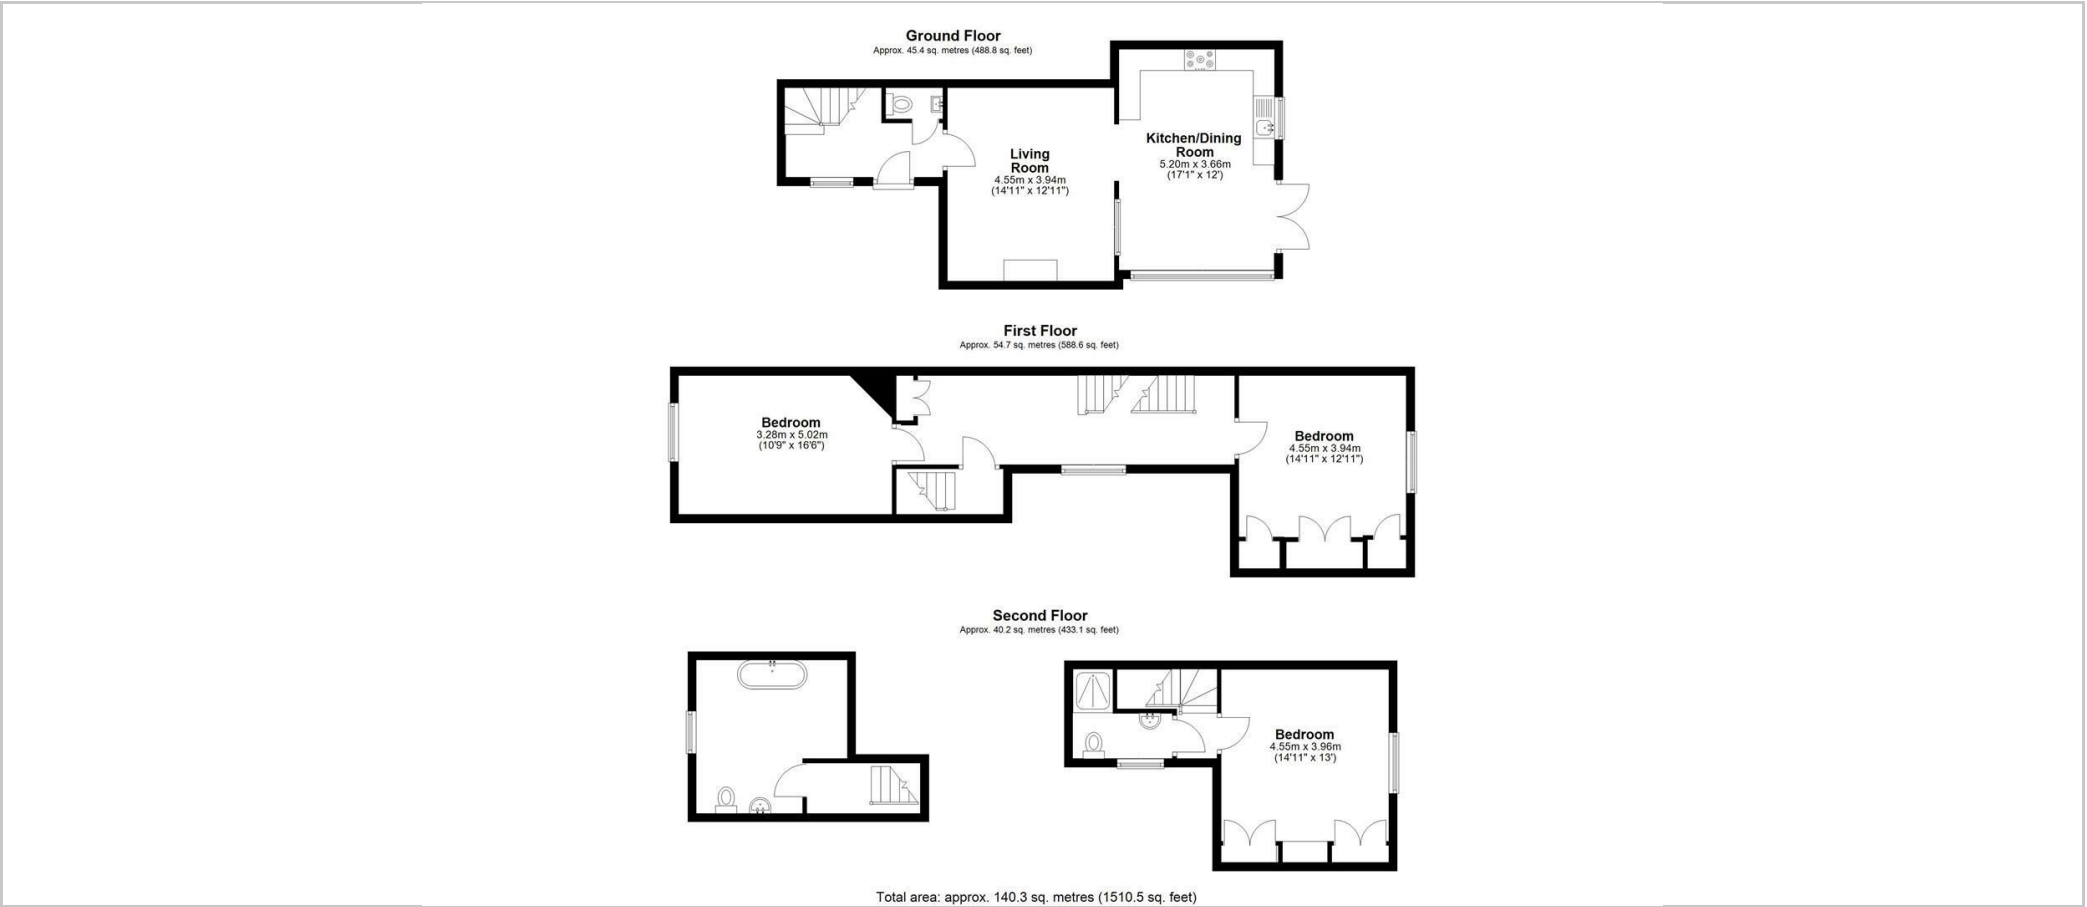 Ground Floor
Approx. 45.4 sq. metres (488.8 sq. feet)
Living
Room
4.55m x 3.94m
(14'11" x 12'11")
Kitchen/Dining
Room
5.20m x 3.66m
(17'1" x 12')
First Floor
Approx. 54.7 sq. metres (588.6 sq. feet)
Bedroom
3.28m x 5.02m
(10'9" x 16'6")
Bedroom
4.55m x 3.94m
(14'11" x 12'11")
Second Floor
Approx. 40.2 sq. metres (433.1 sq. feet)
Bedroom
4.55m x 3.96m
(14'11" x 13')
Total area: approx. 140.3 sq. metres (1510.5 sq. feet)